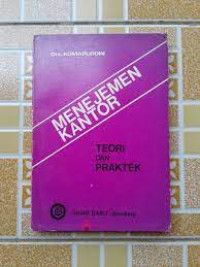 Drs. KOMARUDDIN
MENEJEMEN
KANTOR
TEORI
DAN
PRAKTEK